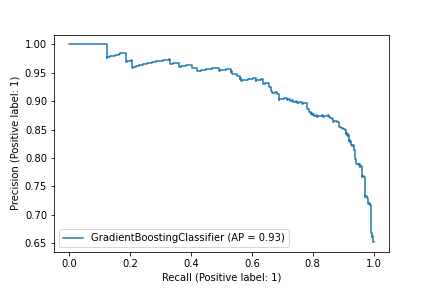 1.00
0.95
0.90
0.85
0.80
0.75
0.70
0.65
Precision (Positive label: 1)
GradientBoostingClassifier (AP = 0.93)
0.0 0.2 0.4 0.6 0.8 1.0
Recall (Positive label: 1)